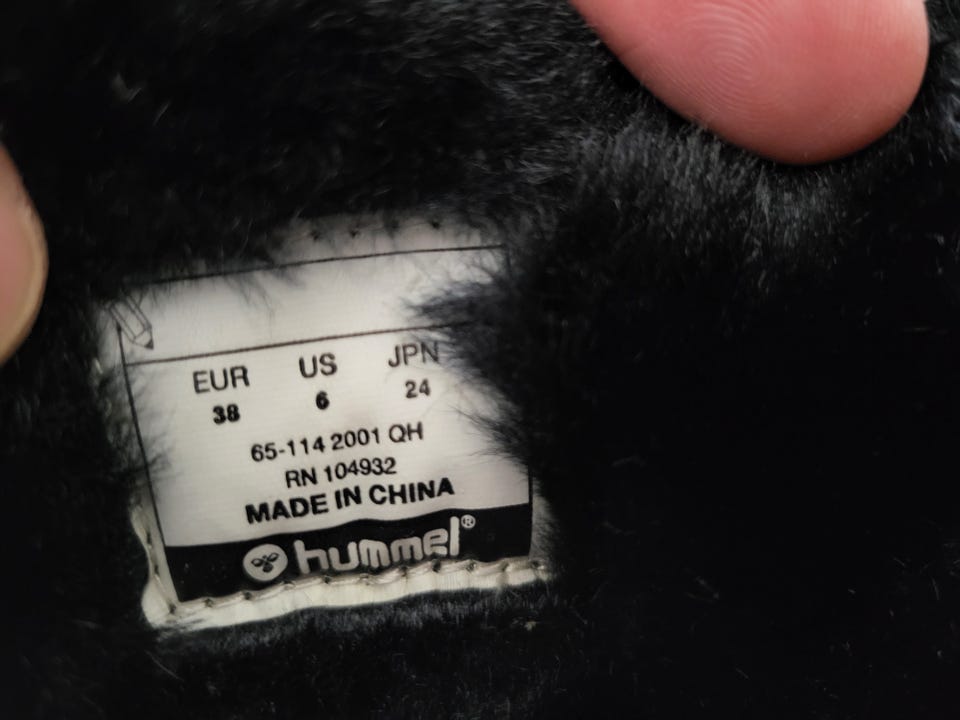 EUR US JPN
38 6 24
65-114 2001 QH
RN 104932
MADE IN CHINA
hummel®